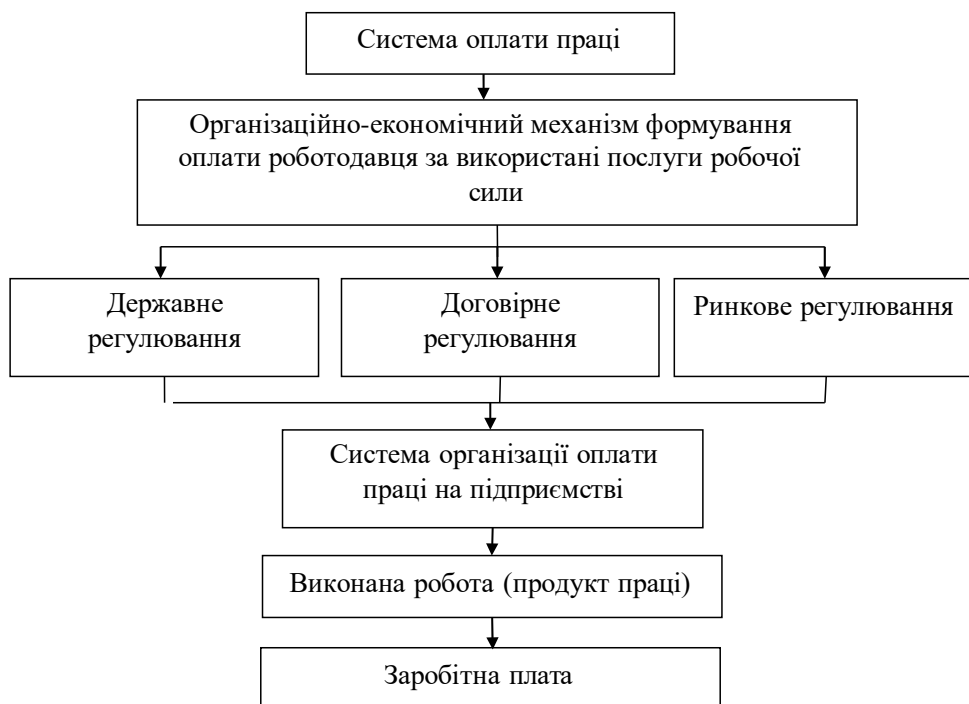 Система оплати праці
Організаційно-економічний механізм формування
оплати роботодавця за використані послуги робочої
сили
Державне
регулювання
Договірне
регулювання
Ринкове регулювання
Система організації оплати
праці на підприємстві
Виконана робота (продукт праці)
Заробітна плата